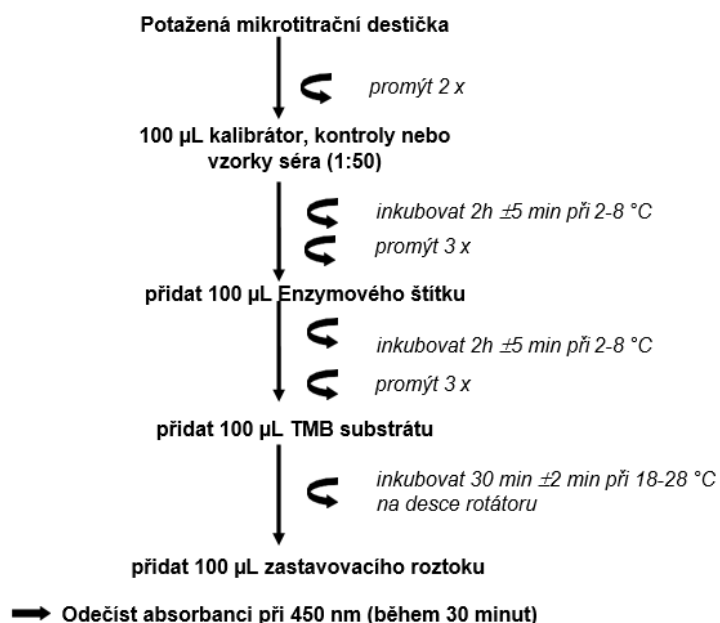 Potažená mikrotitrační destička
promýt 2 x
100 µL kalibrátor, kontroly nebo
vzorky séra (1:50)
inkubovat 2h ±5 min při 2-8 °C
promýt 3 x
přidat 100 µL Enzymového štítku
inkubovat 2h ±5 min při 2-8 °C
promýt 3 x
přidat 100 µL TMB substrátu
inkubovat 30 min ±2 min při 18-28 °C
na desce rotátoru
přidat 100 µL zastavovacího roztoku
Odečíst absorbanci při 450 nm (během 30 minut)